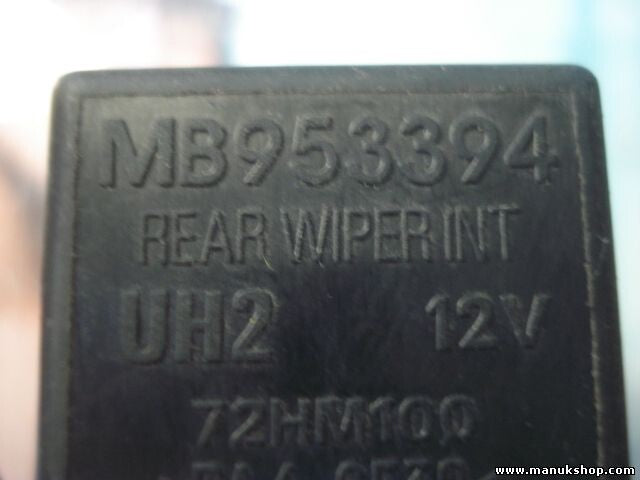 MB953394
REAR WIPER INT
UH2 12V
72HM100
www.manukshop.com